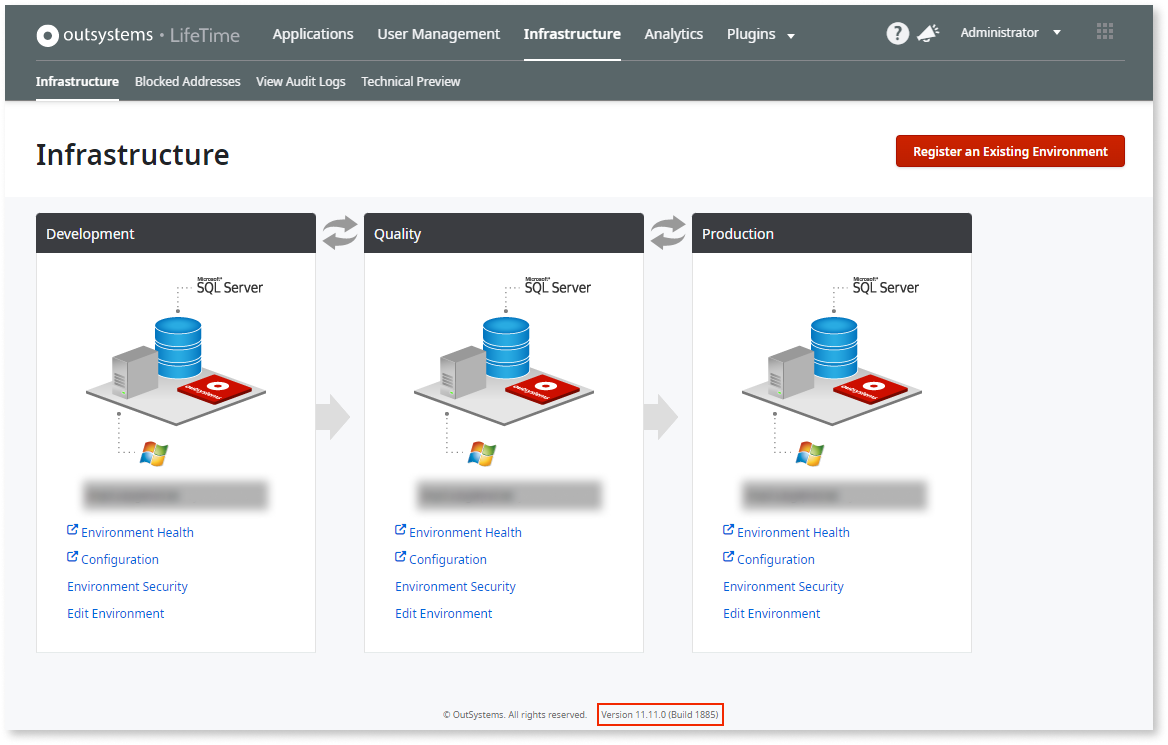 outsystems • LifeTime Applications User Management Infrastructure Analytics Plugins ? Administrator
Infrastructure Blocked Addresses View Audit Logs Technical Preview
Infrastructure
Register an Existing Environment
Development
Microsoft®
SQL Server
OutSystems
Environment Health
Configuration
Environment Security
Edit Environment
Quality
Microsoft®
SQL Server
OutSystems
Environment Health
Configuration
Environment Security
Edit Environment
Production
Microsoft®
SQL Server
OutSystems
Environment Health
Configuration
Environment Security
Edit Environment
© OutSystems. All rights reserved. Version 11.11.0 (Build 1885)